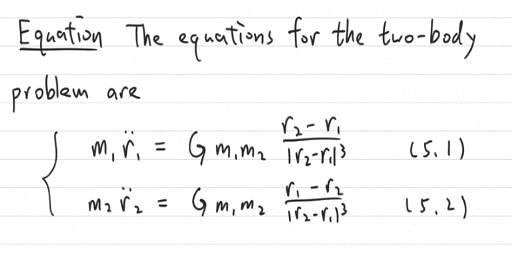 Equation The equations for the two-body
problem are
m₁r̈₁ = G m₁m₂ (r₂ - r₁)/|r₂-r₁|³ (5.1)
m₂r̈₂ = G m₁m₂ (r₁ - r₂)/|r₂-r₁|³ (5.2)